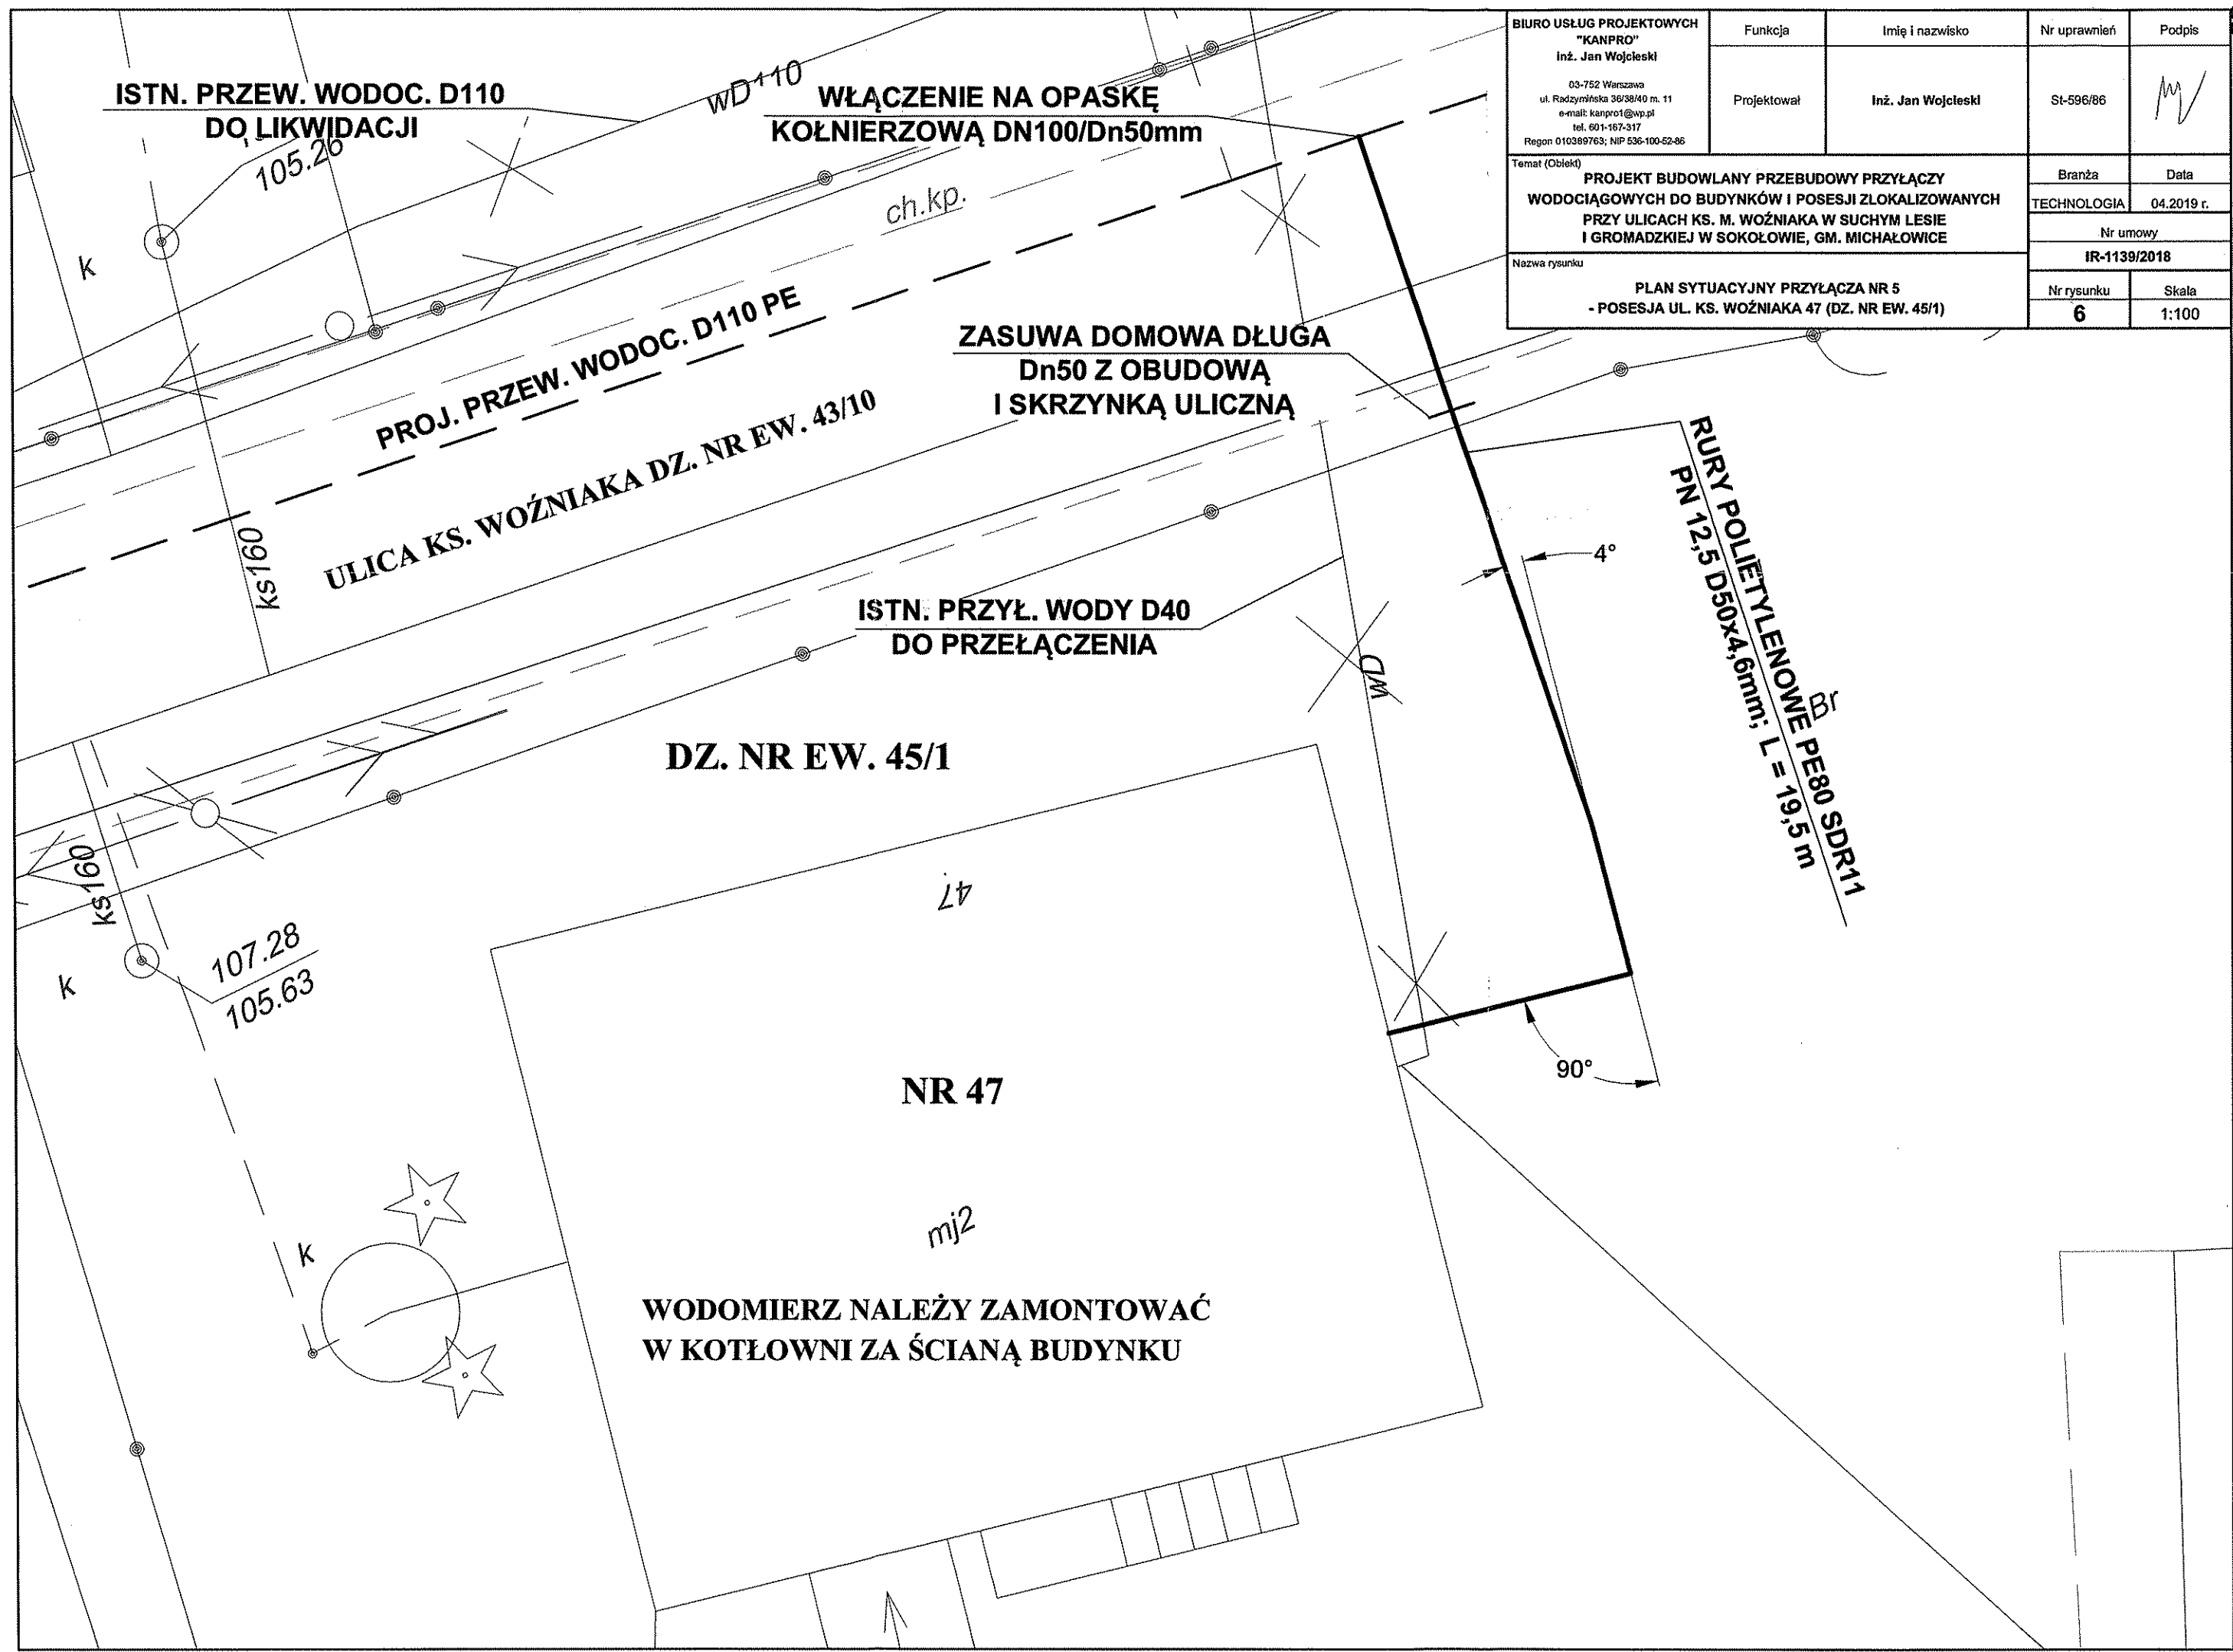 BIURO USŁUG PROJEKTOWYCH
"KANPRO"
inż. Jan Wojcieski
03-752 Warszawa
ul. Radzymińska 36/38/40 m. 11
e-mail: kanpro1@wp.pl
tel. 601-167-317
Regon 010389763; NIP 536-100-52-86
Funkcja
Imię i nazwisko
Nr uprawnień
Podpis
Projektował
inż. Jan Wojcieski
St-596/86
Temat (Obiekt)
PROJEKT BUDOWLANY PRZEBUDOWY PRZYŁĄCZY
WODOCIĄGOWYCH DO BUDYNKÓW I POSESJI ZLOKALIZOWANYCH
PRZY ULICACH KS. M. WOŹNIAKA W SUCHYM LESIE
I GROMADZKIEJ W SOKOŁOWIE, GM. MICHAŁOWICE
Branża
Data
TECHNOLOGIA
04.2019 r.
Nr umowy
IR-1139/2018
Nazwa rysunku
PLAN SYTUACYJNY PRZYŁĄCZA NR 5
- POSESJA UL. KS. WOŹNIAKA 47 (DZ. NR EW. 45/1)
Nr rysunku
Skala
6
1:100
ISTN. PRZEW. WODOC. D110
DO LIKWIDACJI
105.26
wD110
WŁĄCZENIE NA OPASKĘ
KOŁNIERZOWĄ DN100/Dn50mm
ch.kp.
k
PROJ. PRZEW. WODOC. D110 PE
ULICA KS. WOŹNIAKA DZ. NR EW. 43/10
ZASUWA DOMOWA DŁUGA
Dn50 Z OBUDOWĄ
I SKRZYNKĄ ULICZNĄ
RURY POLIETYLENOWE PE80 SDR11
PN 12,5 D50x4,6mm; L = 19,5 m
4°
ks160
ISTN. PRZYŁ. WODY D40
DO PRZEŁĄCZENIA
wD
Br
DZ. NR EW. 45/1
47
ks160
107.28
105.63
k
90°
NR 47
mj2
k
WODOMIERZ NALEŻY ZAMONTOWAĆ
W KOTŁOWNI ZA ŚCIANĄ BUDYNKU